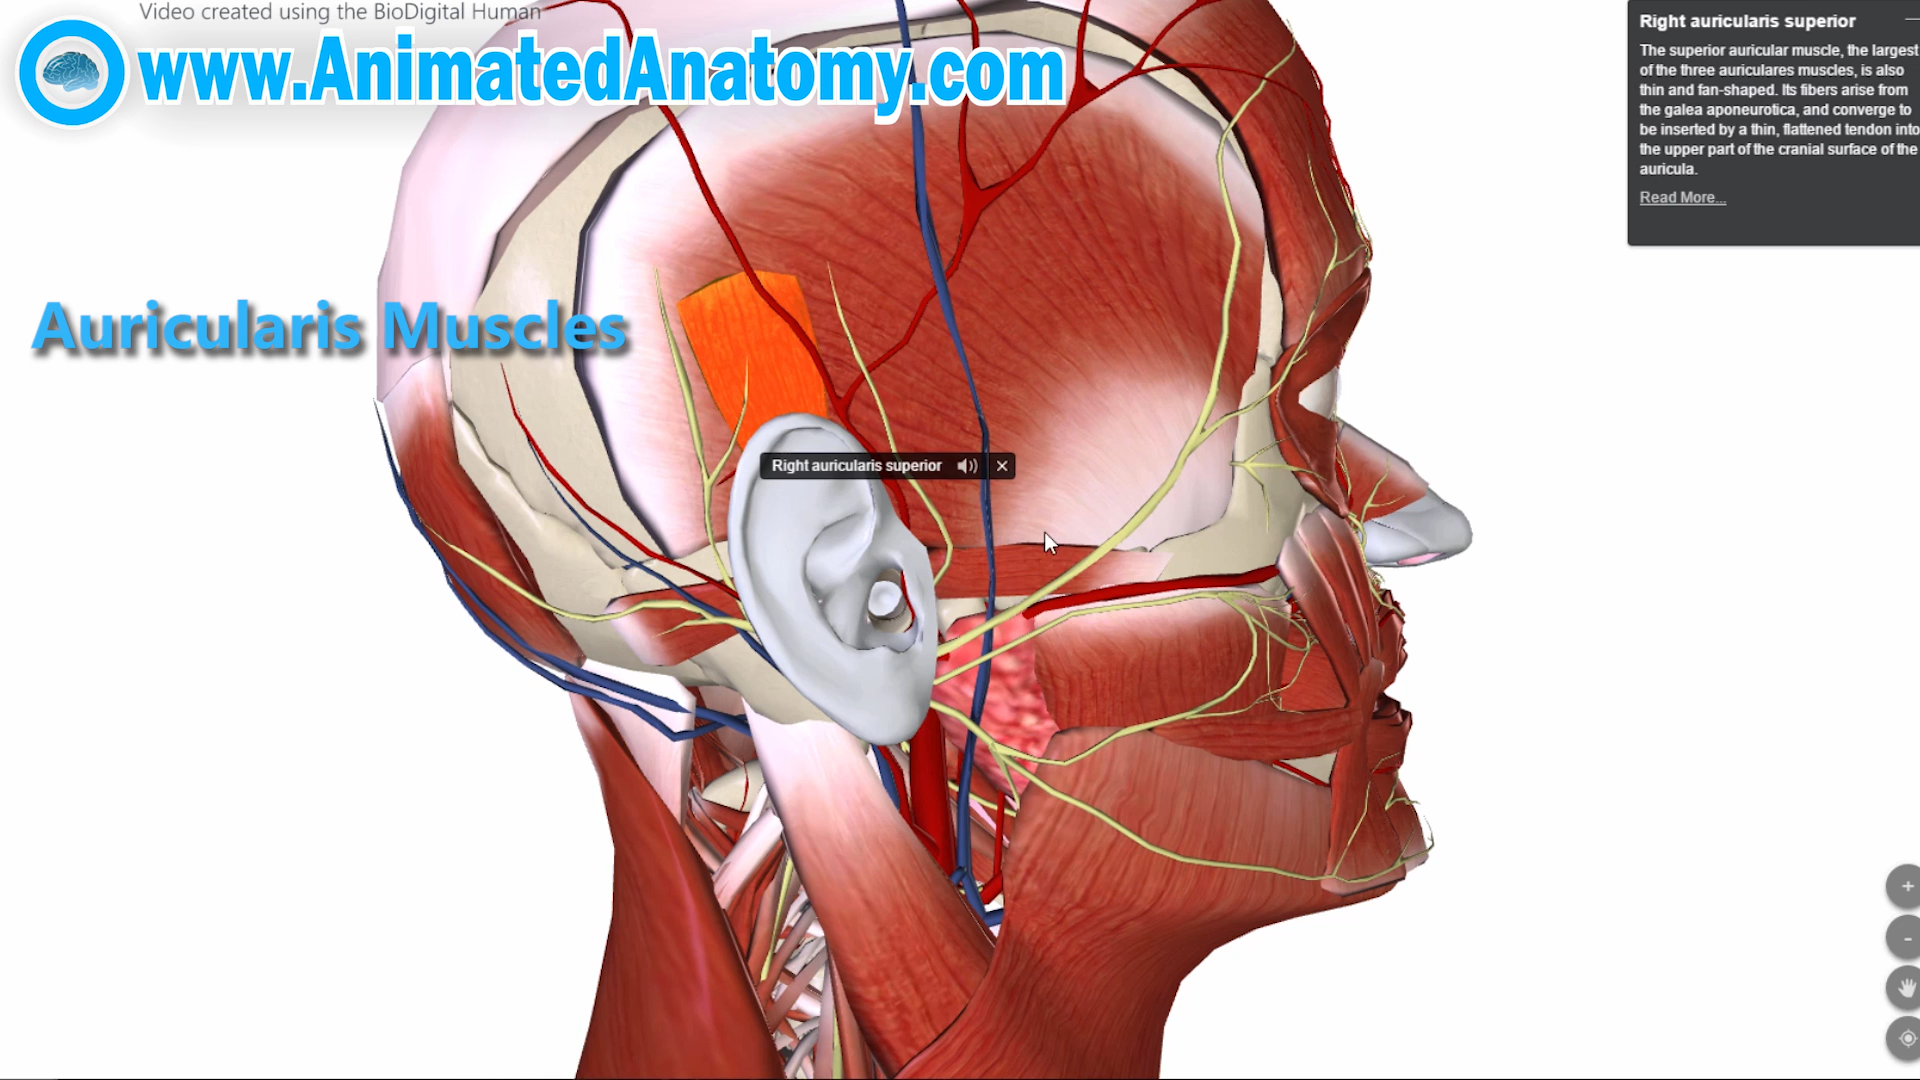 Video created using the BioDigital Human
www.AnimatedAnatomy.com
Auricularis Muscles
Right auricularis superior
Right auricularis superior
The superior auricular muscle, the largest
of the three auriculares muscles, is also
thin and fan-shaped. Its fibers arise from
the galea aponeurotica, and converge to
be inserted by a thin, flattened tendon into
the upper part of the cranial surface of the
auricula.
Read More...